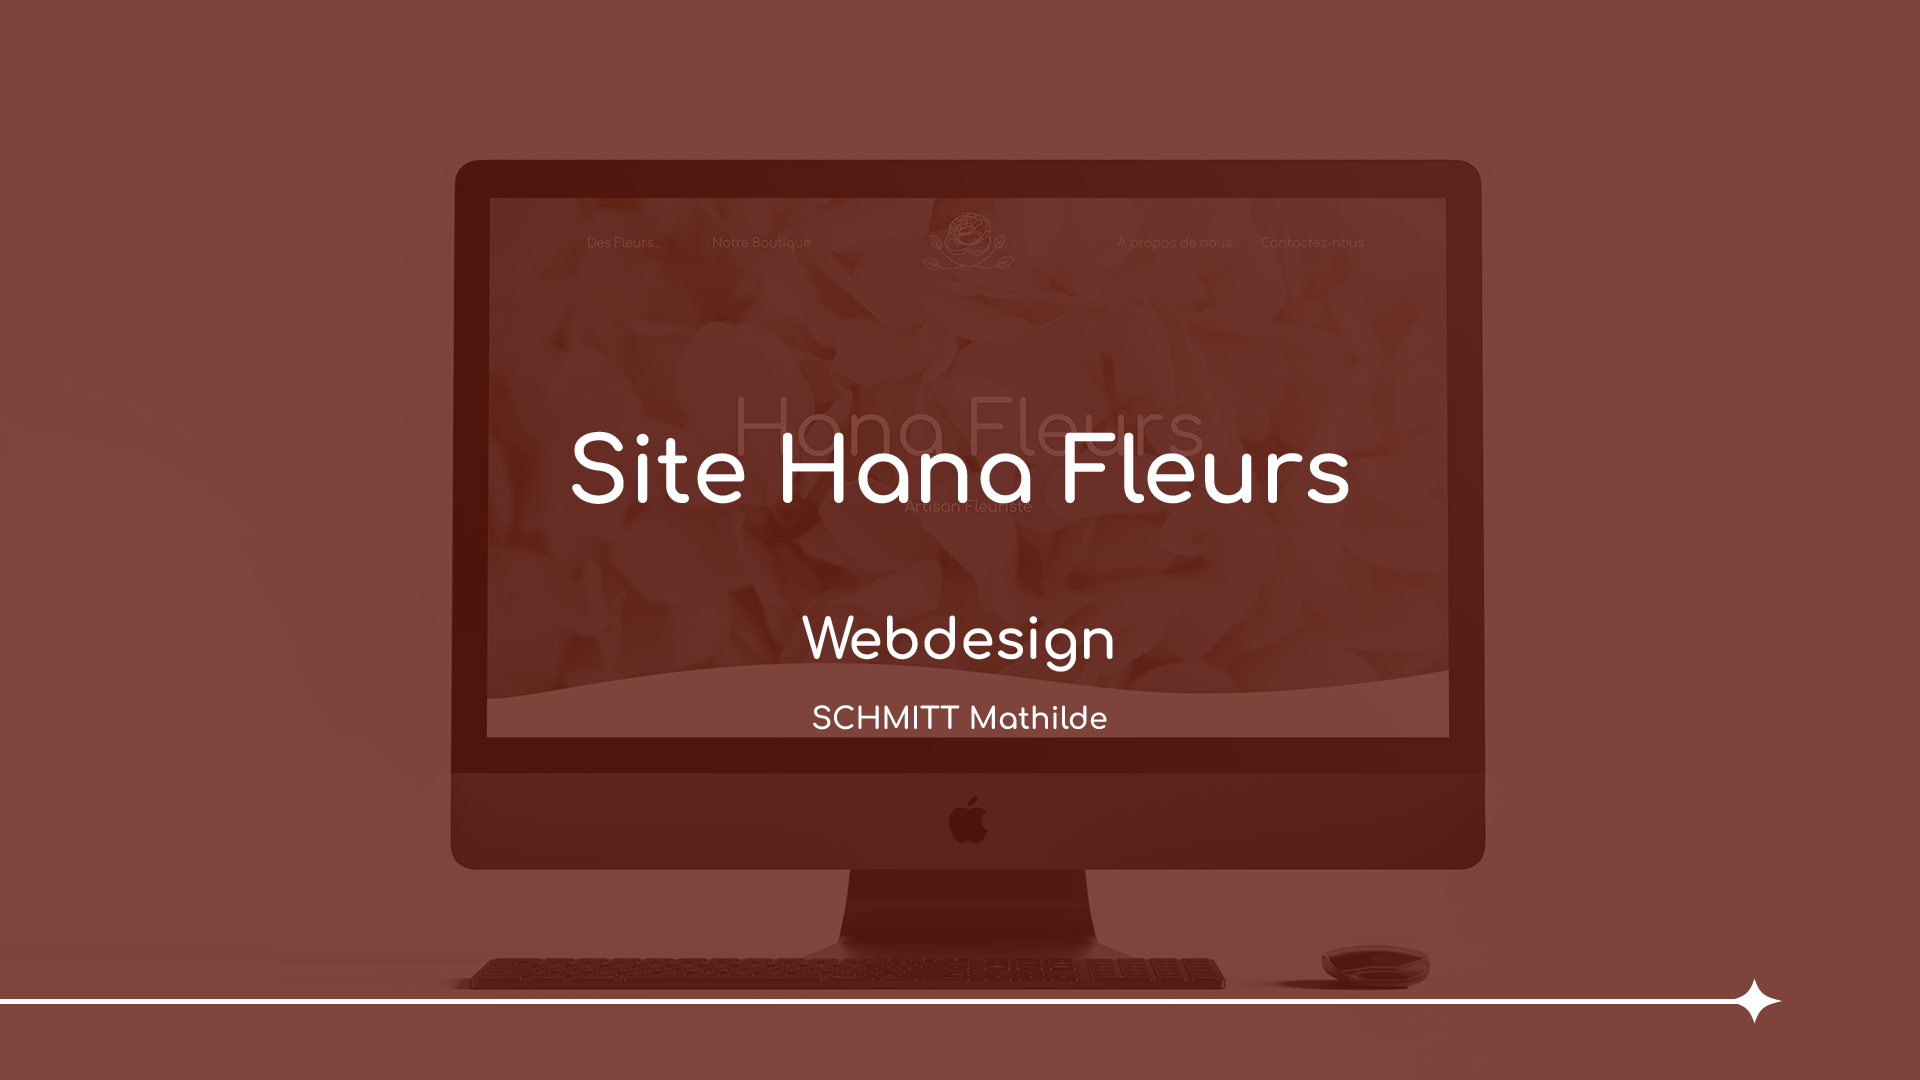 Des Fleurs... Notre Boutique À propos de nous Contactez-nous
Hana Fleurs
Site Hana Fleurs
Artisan Fleuriste
Webdesign
SCHMITT Mathilde